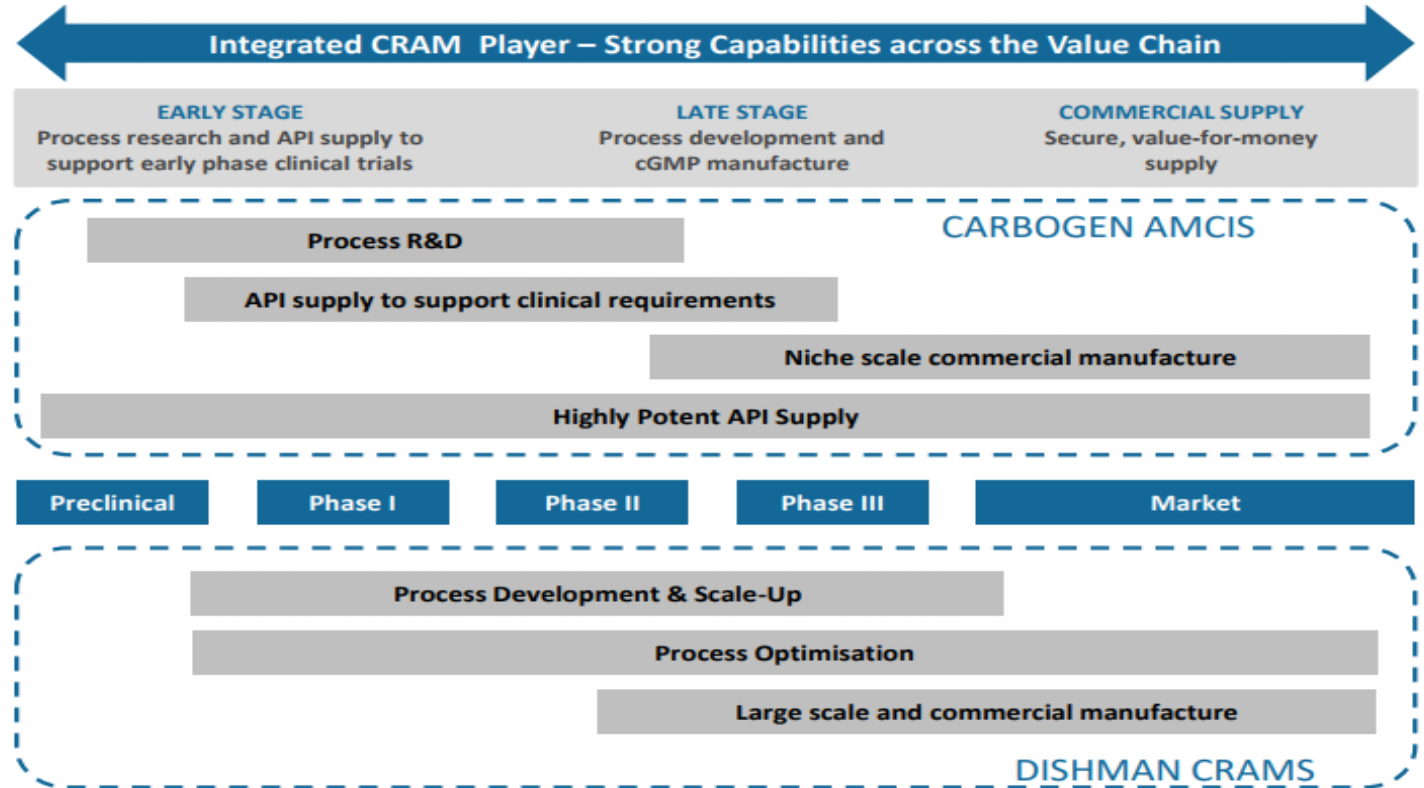 Integrated CRAM Player – Strong Capabilities across the Value Chain
EARLY STAGE
Process research and API supply to
support early phase clinical trials
LATE STAGE
Process development and
cGMP manufacture
COMMERCIAL SUPPLY
Secure, value-for-money
supply
CARBOGEN AMCIS
Process R&D
API supply to support clinical requirements
Niche scale commercial manufacture
Highly Potent API Supply
Preclinical
Phase I
Phase II
Phase III
Market
Process Development & Scale-Up
Process Optimisation
Large scale and commercial manufacture
DISHMAN CRAMS